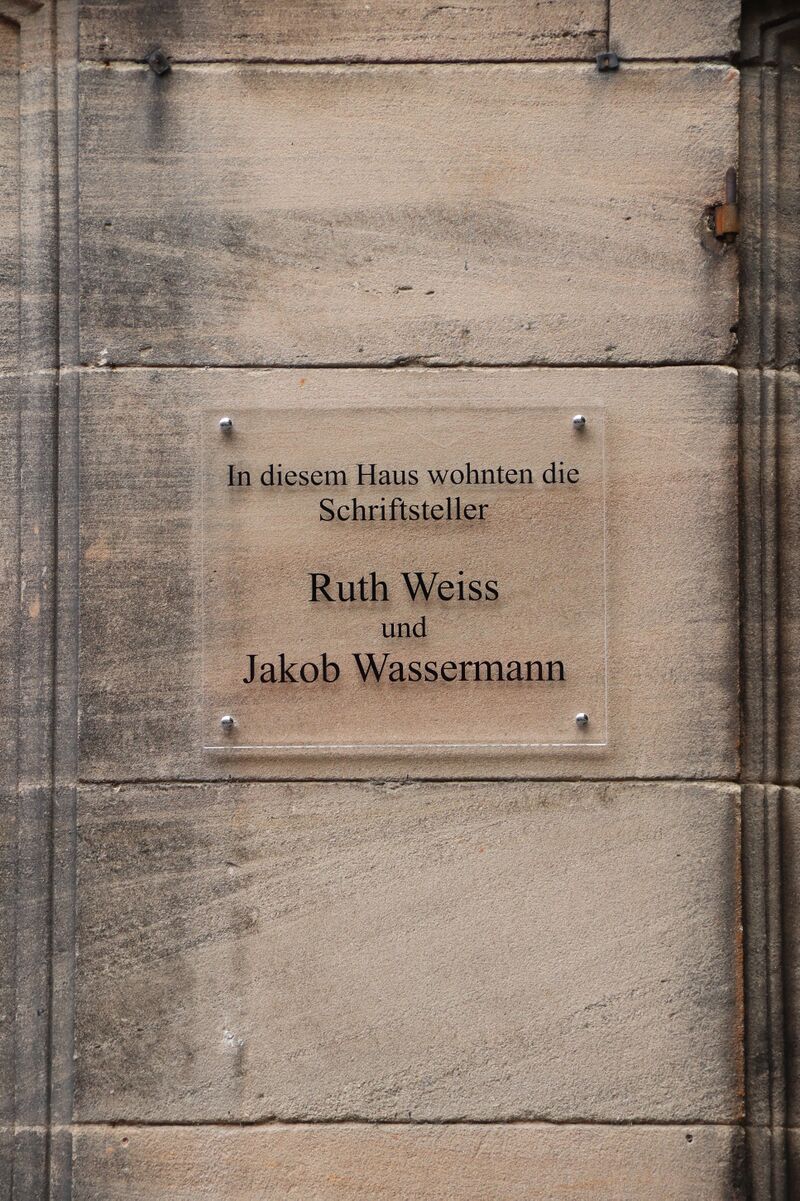 In diesem Haus wohnten die
Schriftsteller
Ruth Weiss
und
Jakob Wassermann